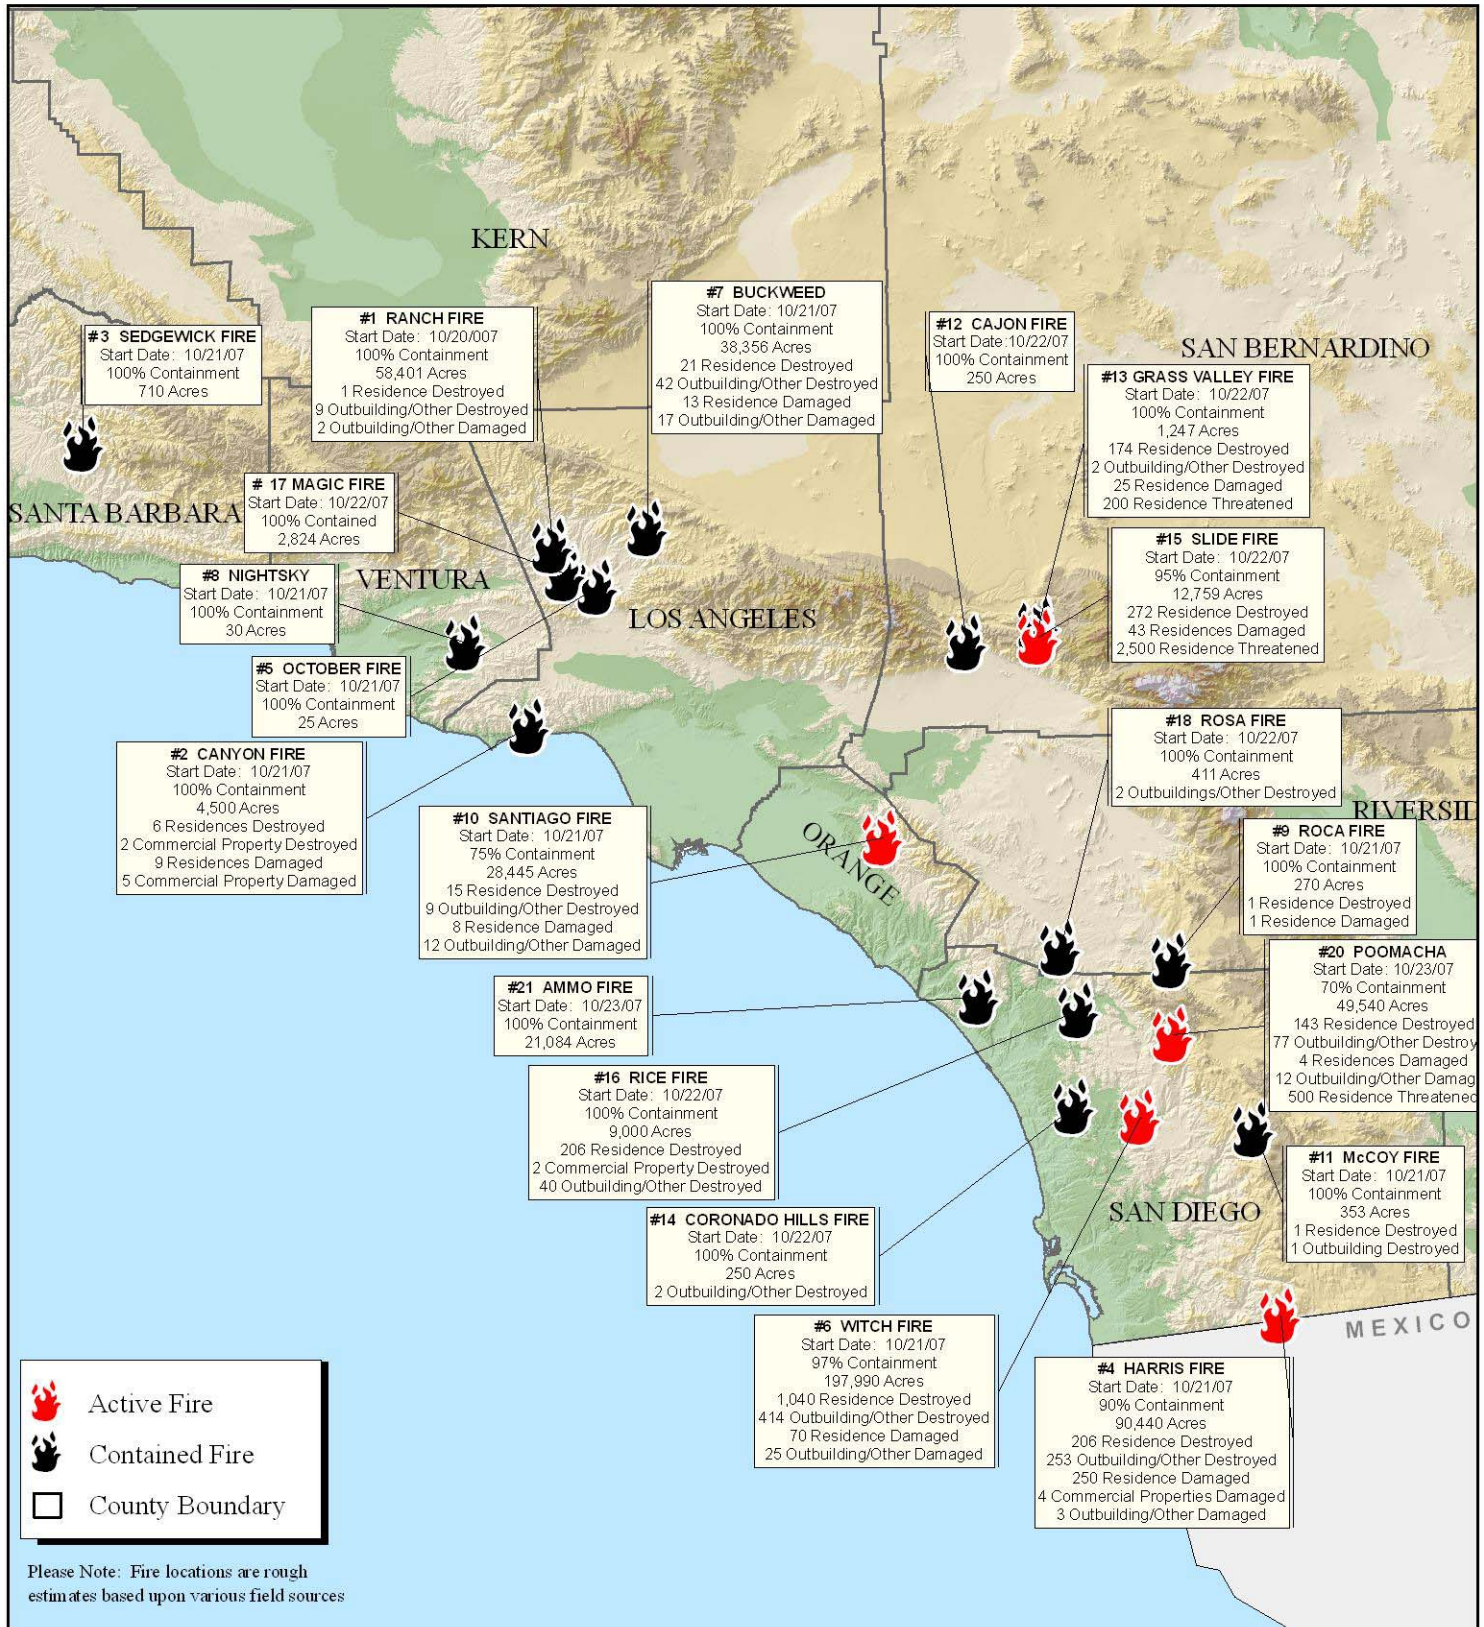 KERN
#7 BUCKWEED
Start Date: 10/21/07
100% Containment
38,356 Acres
21 Residence Destroyed
42 Outbuilding/Other Destroyed
13 Residence Damaged
17 Outbuilding/Other Damaged
#1 RANCH FIRE
Start Date: 10/20/007
100% Containment
58,401 Acres
1 Residence Destroyed
9 Outbuilding/Other Destroyed
2 Outbuilding/Other Damaged
#3 SEDGEWICK FIRE
Start Date: 10/21/07
100% Containment
710 Acres
#12 CAJON FIRE
Start Date:10/22/07
100% Containment
250 Acres
SAN BERNARDINO
#13 GRASS VALLEY FIRE
Start Date: 10/22/07
100% Containment
1,247 Acres
174 Residence Destroyed
2 Outbuilding/Other Destroyed
25 Residence Damaged
200 Residence Threatened
# 17 MAGIC FIRE
Start Date: 10/22/07
100% Contained
2,824 Acres
SANTA BARBARA
#15 SLIDE FIRE
Start Date: 10/22/07
95% Containment
12,759 Acres
272 Residence Destroyed
43 Residences Damaged
2,500 Residence Threatened
#8 NIGHTSKY
Start Date: 10/21/07
100% Containment
30 Acres
VENTURA
LOS ANGELES
#5 OCTOBER FIRE
Start Date: 10/21/07
100% Containment
25 Acres
#18 ROSA FIRE
Start Date: 10/22/07
100% Containment
411 Acres
2 Outbuildings/Other Destroyed
#2 CANYON FIRE
Start Date: 10/21/07
100% Containment
4,500 Acres
6 Residences Destroyed
2 Commercial Property Destroyed
9 Residences Damaged
5 Commercial Property Damaged
#10 SANTIAGO FIRE
Start Date: 10/21/07
75% Containment
28,445 Acres
15 Residence Destroyed
9 Outbuilding/Other Destroyed
8 Residence Damaged
12 Outbuilding/Other Damaged
ORANGE
RIVERSIL
#9 ROCA FIRE
Start Date: 10/21/07
100% Containment
270 Acres
1 Residence Destroyed
1 Residence Damaged
#20 POOMACHA
Start Date: 10/23/07
70% Containment
49,540 Acres
143 Residence Destroyed
77 Outbuilding/Other Destroy
4 Residences Damaged
12 Outbuilding/Other Damag
500 Residence Threatened
#21 AMMO FIRE
Start Date: 10/23/07
100% Containment
21,084 Acres
#16 RICE FIRE
Start Date: 10/22/07
100% Containment
9,000 Acres
206 Residence Destroyed
2 Commercial Property Destroyed
40 Outbuilding/Other Destroyed
#11 McCOY FIRE
Start Date: 10/21/07
100% Containment
353 Acres
1 Residence Destroyed
1 Outbuilding Destroyed
SAN DIEGO
#14 CORONADO HILLS FIRE
Start Date: 10/22/07
100% Containment
250 Acres
2 Outbuilding/Other Destroyed
#6 WITCH FIRE
Start Date: 10/21/07
97% Containment
197,990 Acres
1,040 Residence Destroyed
414 Outbuilding/Other Destroyed
70 Residence Damaged
25 Outbuilding/Other Damaged
MEXICO
#4 HARRIS FIRE
Start Date: 10/21/07
90% Containment
90,440 Acres
206 Residence Destroyed
253 Outbuilding/Other Destroyed
250 Residence Damaged
4 Commercial Properties Damaged
3 Outbuilding/Other Damaged
Active Fire
Contained Fire
County Boundary
Please Note: Fire locations are rough
estimates based upon various field sources